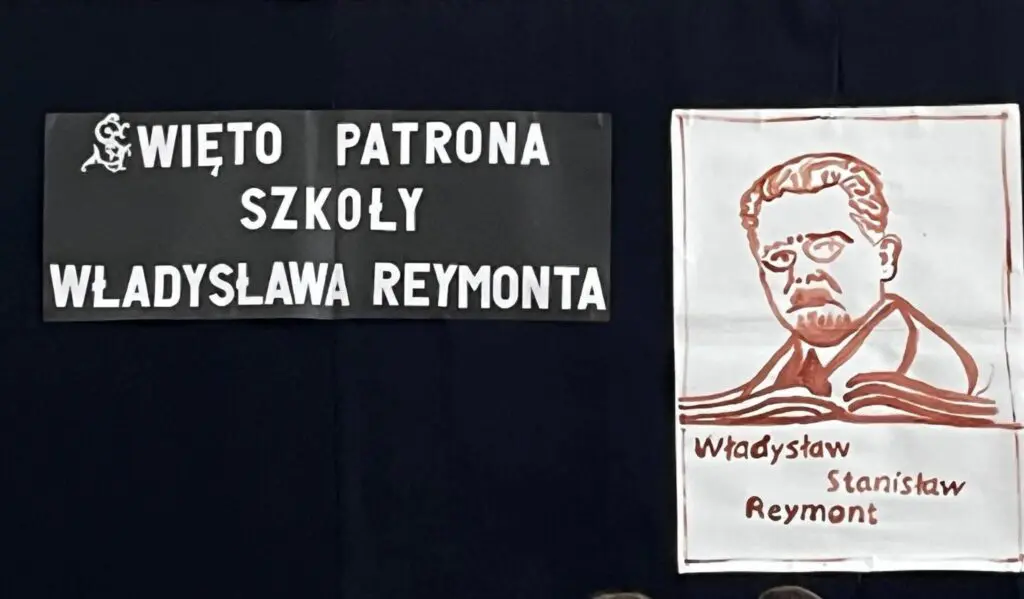 ŚWIĘTO PATRONA
SZKOŁY
WŁADYSŁAWA REYMONTA
Władysław
Stanisław
Reymont